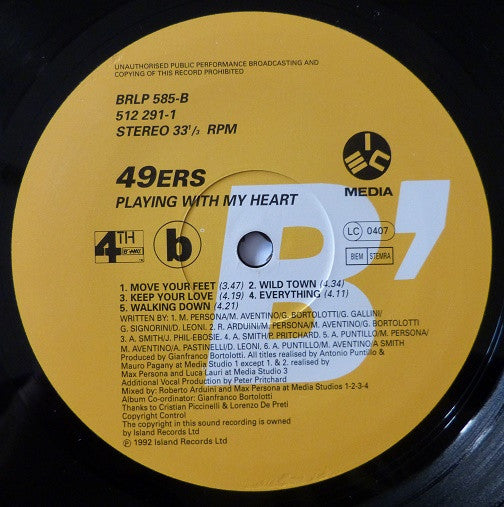 UNAUTHORISED PUBLIC PERFORMANCE BROADCASTING AND
COPYING OF THIS RECORD PROHIBITED
BRLP 585-B
512 291-1
STEREO 33 1/3 RPM
49ERS
PLAYING WITH MY HEART
MEDIA
4TH
B'WAY
b
B'
LC 0407
BIEM STEMRA
1. MOVE YOUR FEET (3.47) 2. WILD TOWN (4.34)
3. KEEP YOUR LOVE (4.19) 4. EVERYTHING (4.11)
5. WALKING DOWN (4.21)
WRITTEN BY: 1. M. PERSONA/M. AVENTINO/G. BORTOLOTTI/G. GALLINI/
G. SIGNORINI/D. LEONI. 2. R. ARDUINI/M. PERSONA/M. AVENTINO/G. BORTOLOTTI
3. A. SMITH/J. PHIL-EBOSIE. 4. A. SMITH/P. PRITCHARD. 5. A. PUNTILLO/M. PERSONA/
M. AVENTINO/A. PASTINELLI/D. LEONI. 6. A. PUNTILLO/M. AVENTINO/A SMITH
Produced by Gianfranco Bortolotti. All titles realised by Antonio Puntillo &
Mauro Pagany at Media Studio 1 except 1. & 2. realised by
Max Persona and Luca Lauri at Media Studio 3
Additional Vocal Production by Peter Pritchard
Mixed by: Roberto Arduini and Max Persona at Media Studios 1-2-3-4
Album Co-ordinator: Gianfranco Bortolotti
Thanks to Cristian Piccinelli & Lorenzo De Preti
Copyright Control
The copyright in this sound recording is owned
by Island Records Ltd
℗ 1992 Island Records Ltd